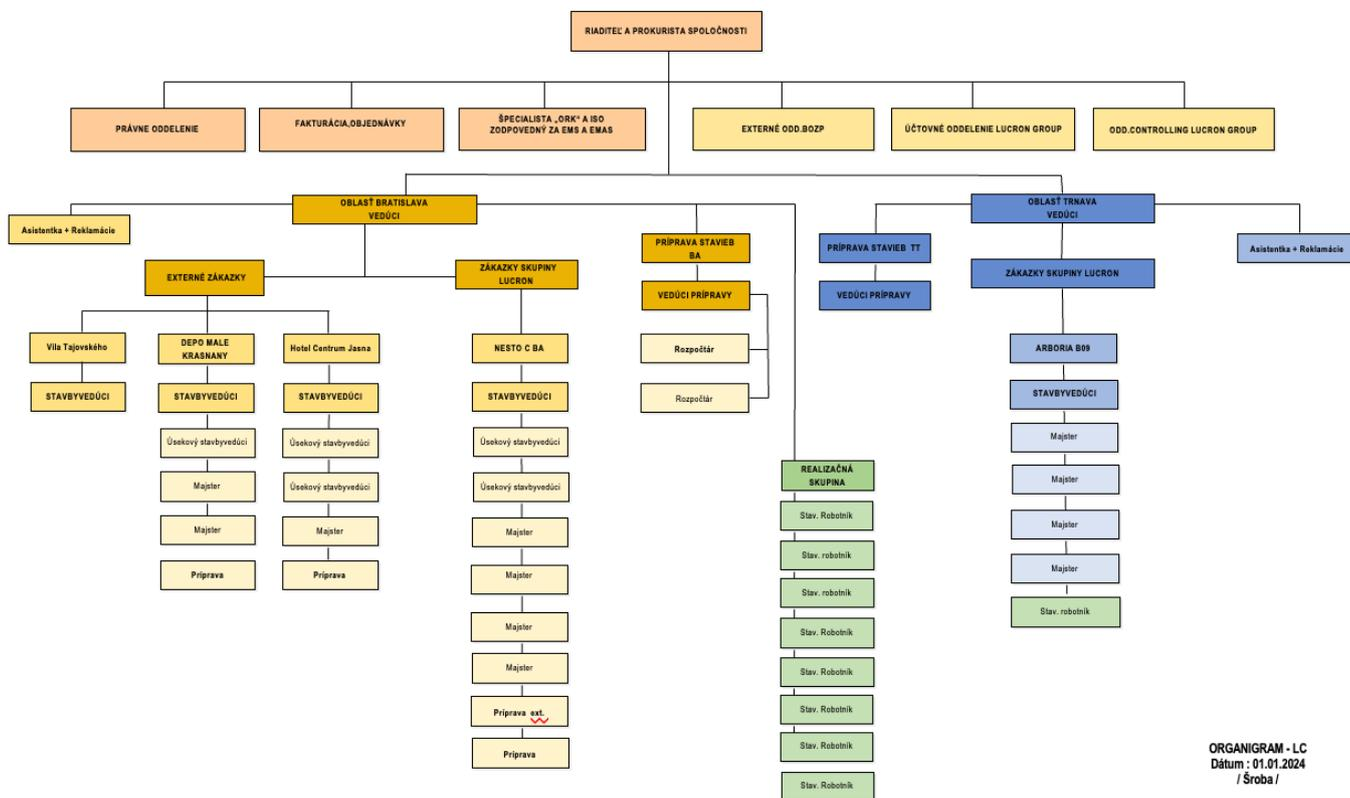 RIADITEĽ A PROKURISTA SPOLOČNOSTI
PRÁVNE ODDELENIE
FAKTURÁCIA,OBJEDNÁVKY
ŠPECIALISTA „ORK“ A ISO
ZODPOVEDNÝ ZA EMS A EMAS
EXTERNÉ ODD.BOZP
ÚČTOVNÉ ODDELENIE LUCRON GROUP
ODD.CONTROLLING LUCRON GROUP
OBLASŤ BRATISLAVA
VEDÚCI
Asistentka + Reklamácie
EXTERNÉ ZÁKAZKY
Vila Tajovského
STAVBYVEDÚCI
DEPO MALE
KRASNANY
STAVBYVEDÚCI
Úsekový stavbyvedúci
Majster
Majster
Príprava
Hotel Centrum Jasna
STAVBYVEDÚCI
Úsekový stavbyvedúci
Úsekový stavbyvedúci
Majster
Príprava
ZÁKAZKY SKUPINY
LUCRON
NESTO C BA
STAVBYVEDÚCI
Úsekový stavbyvedúci
Úsekový stavbyvedúci
Majster
Majster
Majster
Majster
Príprava ext.
Príprava
PRÍPRAVA STAVIEB
BA
VEDÚCI PRÍPRAVY
Rozpočtár
Rozpočtár
REALIZAČNÁ
SKUPINA
Stav. Robotník
Stav. robotník
Stav. robotník
Stav. Robotník
Stav. Robotník
Stav. Robotník
Stav. Robotník
Stav. Robotník
OBLASŤ TRNAVA
VEDÚCI
PRÍPRAVA STAVIEB TT
VEDÚCI PRÍPRAVY
ZÁKAZKY SKUPINY LUCRON
ARBORIA B09
STAVBYVEDÚCI
Majster
Majster
Majster
Majster
Stav. robotník
Asistentka + Reklamácie
ORGANIGRAM - LC
Dátum : 01.01.2024
/ Šroba /